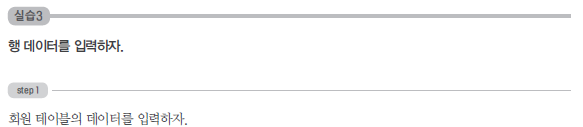 실습3
행 데이터를 입력하자.
step 1
회원 테이블의 데이터를 입력하자.